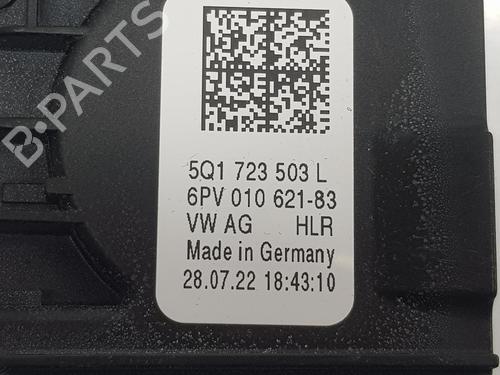 B-PARTS
5Q1 723 503 L
6PV 010 621-83
VW AG HLR
Made in Germany
28.07.22 18:43:10